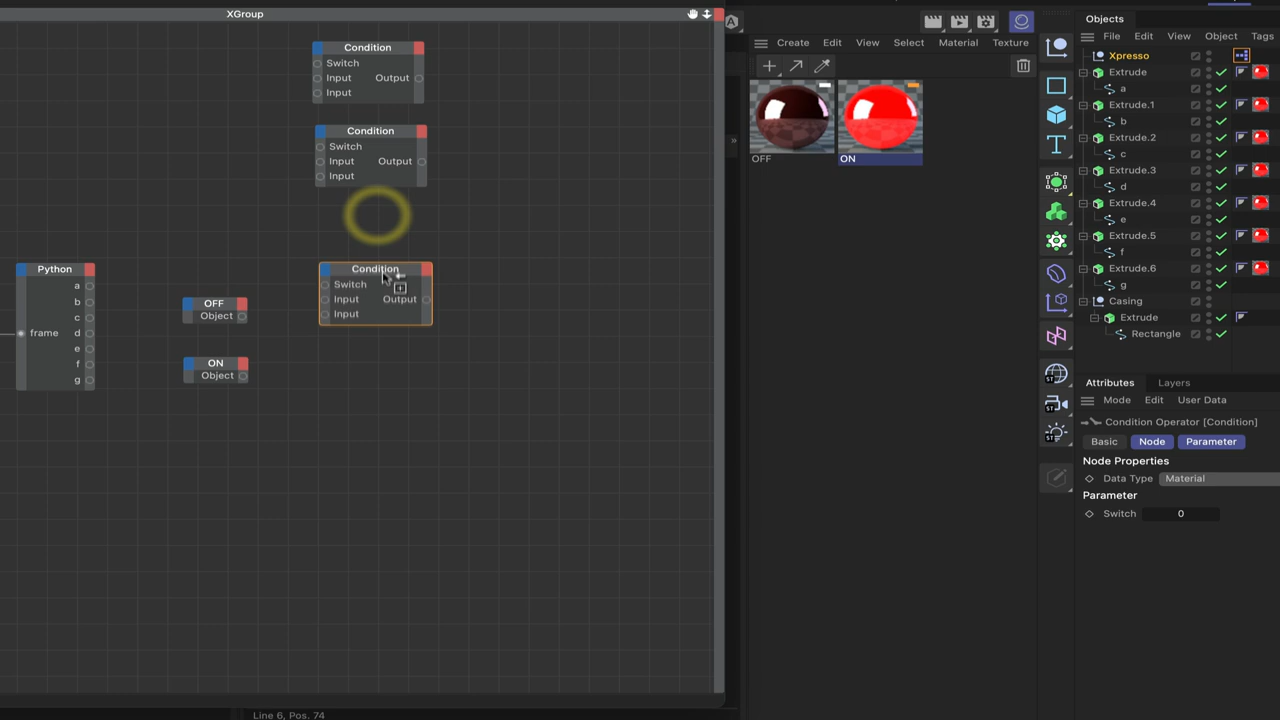 XGroup
Condition
Switch
Input Output
Input
Condition
Switch
Input Output
Input
Condition
Switch
Input Output
Input
Python
a
b
c
frame d
e
f
g
OFF
Object
ON
Object
Line 6, Pos. 74
Create Edit View Select Material Texture
OFF
ON
Objects
File Edit View Object Tags
Xpresso
Extrude
a
Extrude.1
b
Extrude.2
c
Extrude.3
d
Extrude.4
e
Extrude.5
f
Extrude.6
g
Casing
Extrude
Rectangle
Attributes Layers
Mode Edit User Data
Condition Operator [Condition]
Basic Node Parameter
Node Properties
Data Type Material
Parameter
Switch 0
ST
ST
ST
A
»